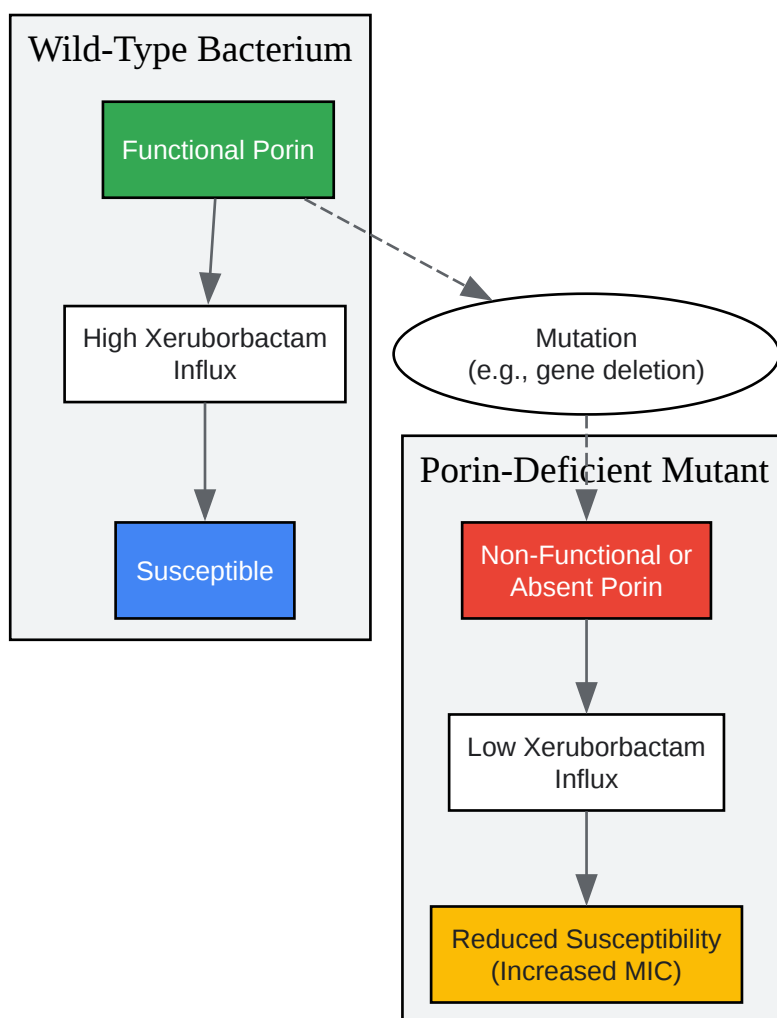 Wild-Type Bacterium
Functional Porin
High Xeruborbactam
Influx
Susceptible
Mutation
(e.g., gene deletion)
Porin-Deficient Mutant
Non-Functional or
Absent Porin
Low Xeruborbactam
Influx
Reduced Susceptibility
(Increased MIC)